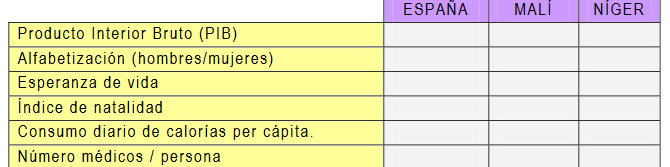 ESPAÑA MALÍ NÍGER
Producto Interior Bruto (PIB)
Alfabetización (hombres/mujeres)
Esperanza de vida
Índice de natalidad
Consumo diario de calorías per cápita.
Número médicos / persona